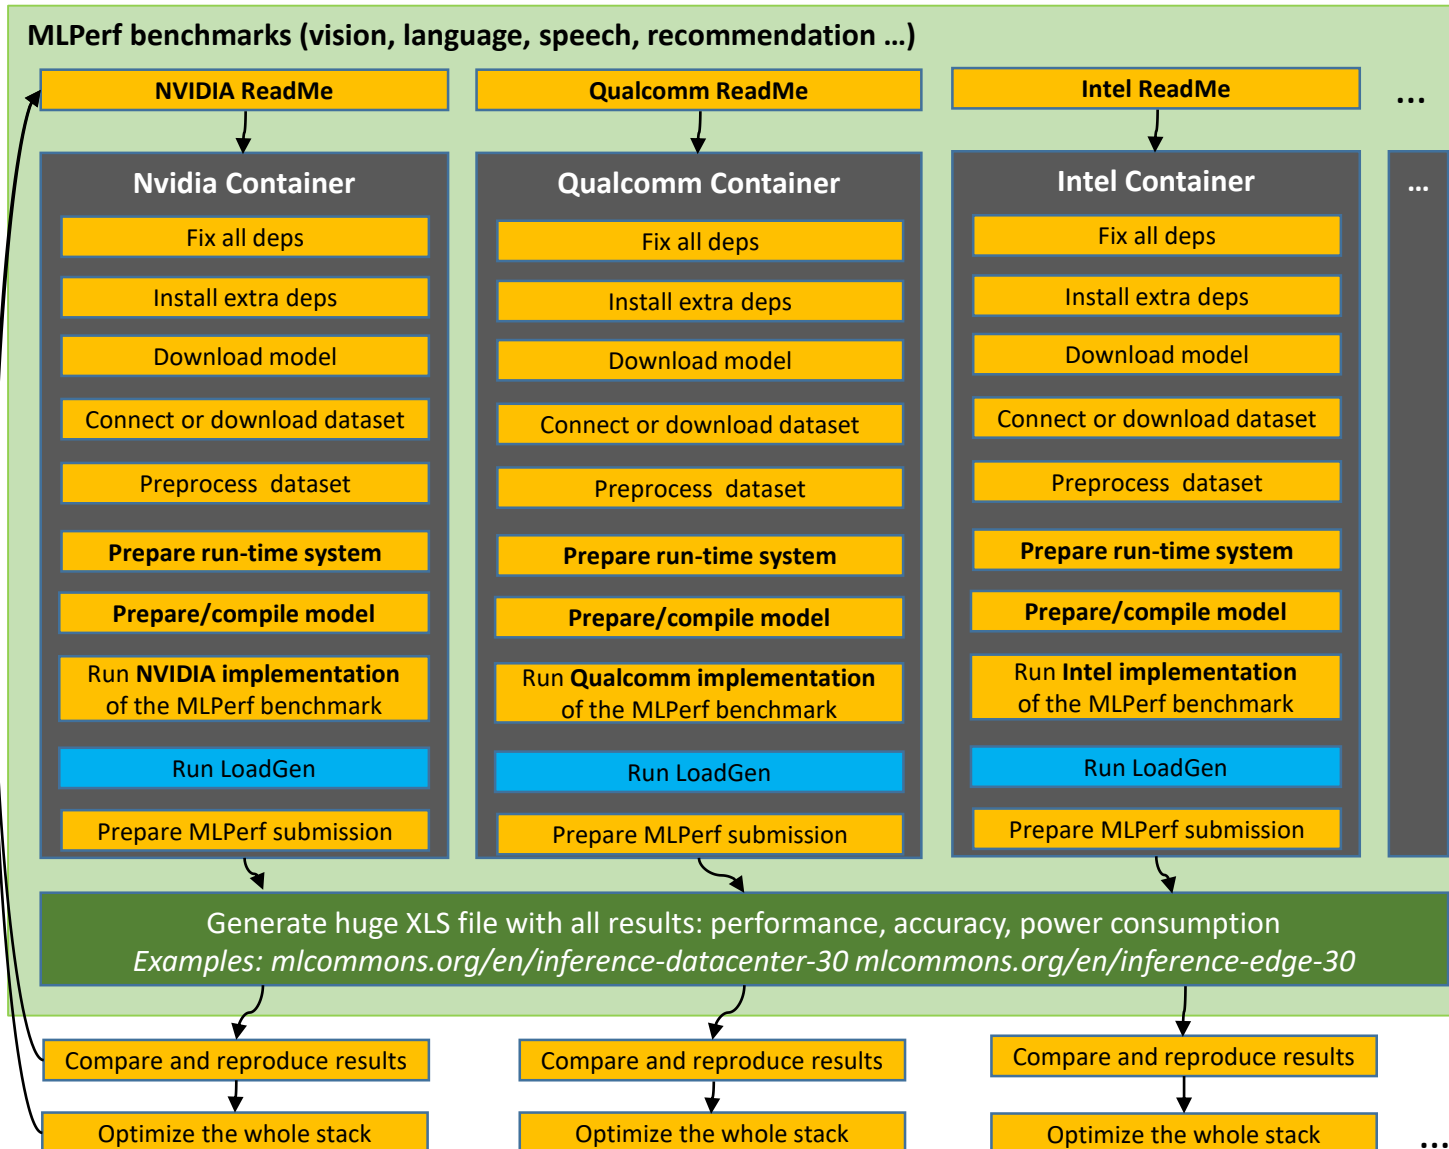 MLPerf benchmarks (vision, language, speech, recommendation …)
NVIDIA ReadMe
Qualcomm ReadMe
Intel ReadMe
...
Nvidia Container
Fix all deps
Install extra deps
Download model
Connect or download dataset
Preprocess dataset
Prepare run-time system
Prepare/compile model
Run NVIDIA implementation
of the MLPerf benchmark
Run LoadGen
Prepare MLPerf submission
Qualcomm Container
Fix all deps
Install extra deps
Download model
Connect or download dataset
Preprocess dataset
Prepare run-time system
Prepare/compile model
Run Qualcomm implementation
of the MLPerf benchmark
Run LoadGen
Prepare MLPerf submission
Intel Container
Fix all deps
Install extra deps
Download model
Connect or download dataset
Preprocess dataset
Prepare run-time system
Prepare/compile model
Run Intel implementation
of the MLPerf benchmark
Run LoadGen
Prepare MLPerf submission
...
Generate huge XLS file with all results: performance, accuracy, power consumption
Examples: mlcommons.org/en/inference-datacenter-30 mlcommons.org/en/inference-edge-30
Compare and reproduce results
Compare and reproduce results
Compare and reproduce results
Optimize the whole stack
Optimize the whole stack
Optimize the whole stack
...